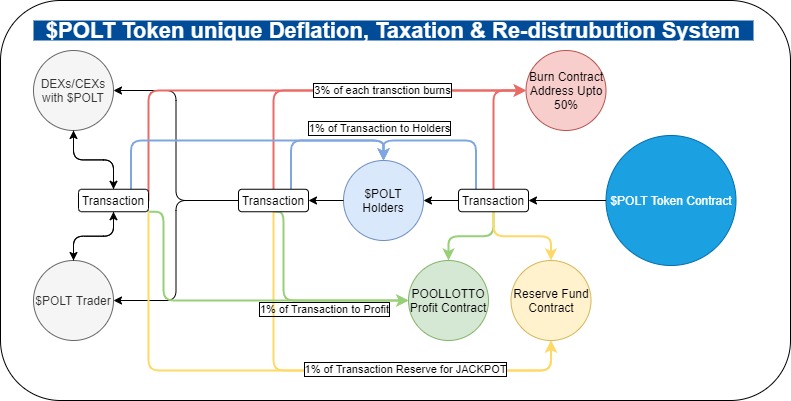 $POLT Token unique Deflation, Taxation & Re-distrubution System
DEXs/CEXs
with $POLT
3% of each transction burns
Burn Contract
Address Upto
50%
1% of Transaction to Holders
Transaction
Transaction
$POLT
Holders
Transaction
$POLT Token Contract
$POLT Trader
1% of Transaction to Profit
POOLLOTTO
Profit Contract
Reserve Fund
Contract
1% of Transaction Reserve for JACKPOT